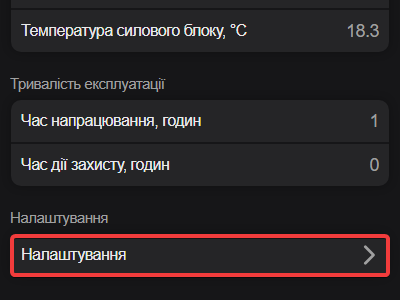 Температура силового блоку, °C
18.3
Тривалість експлуатації
Час напрацювання, годин
1
Час дії захисту, годин
0
Налаштування
Налаштування